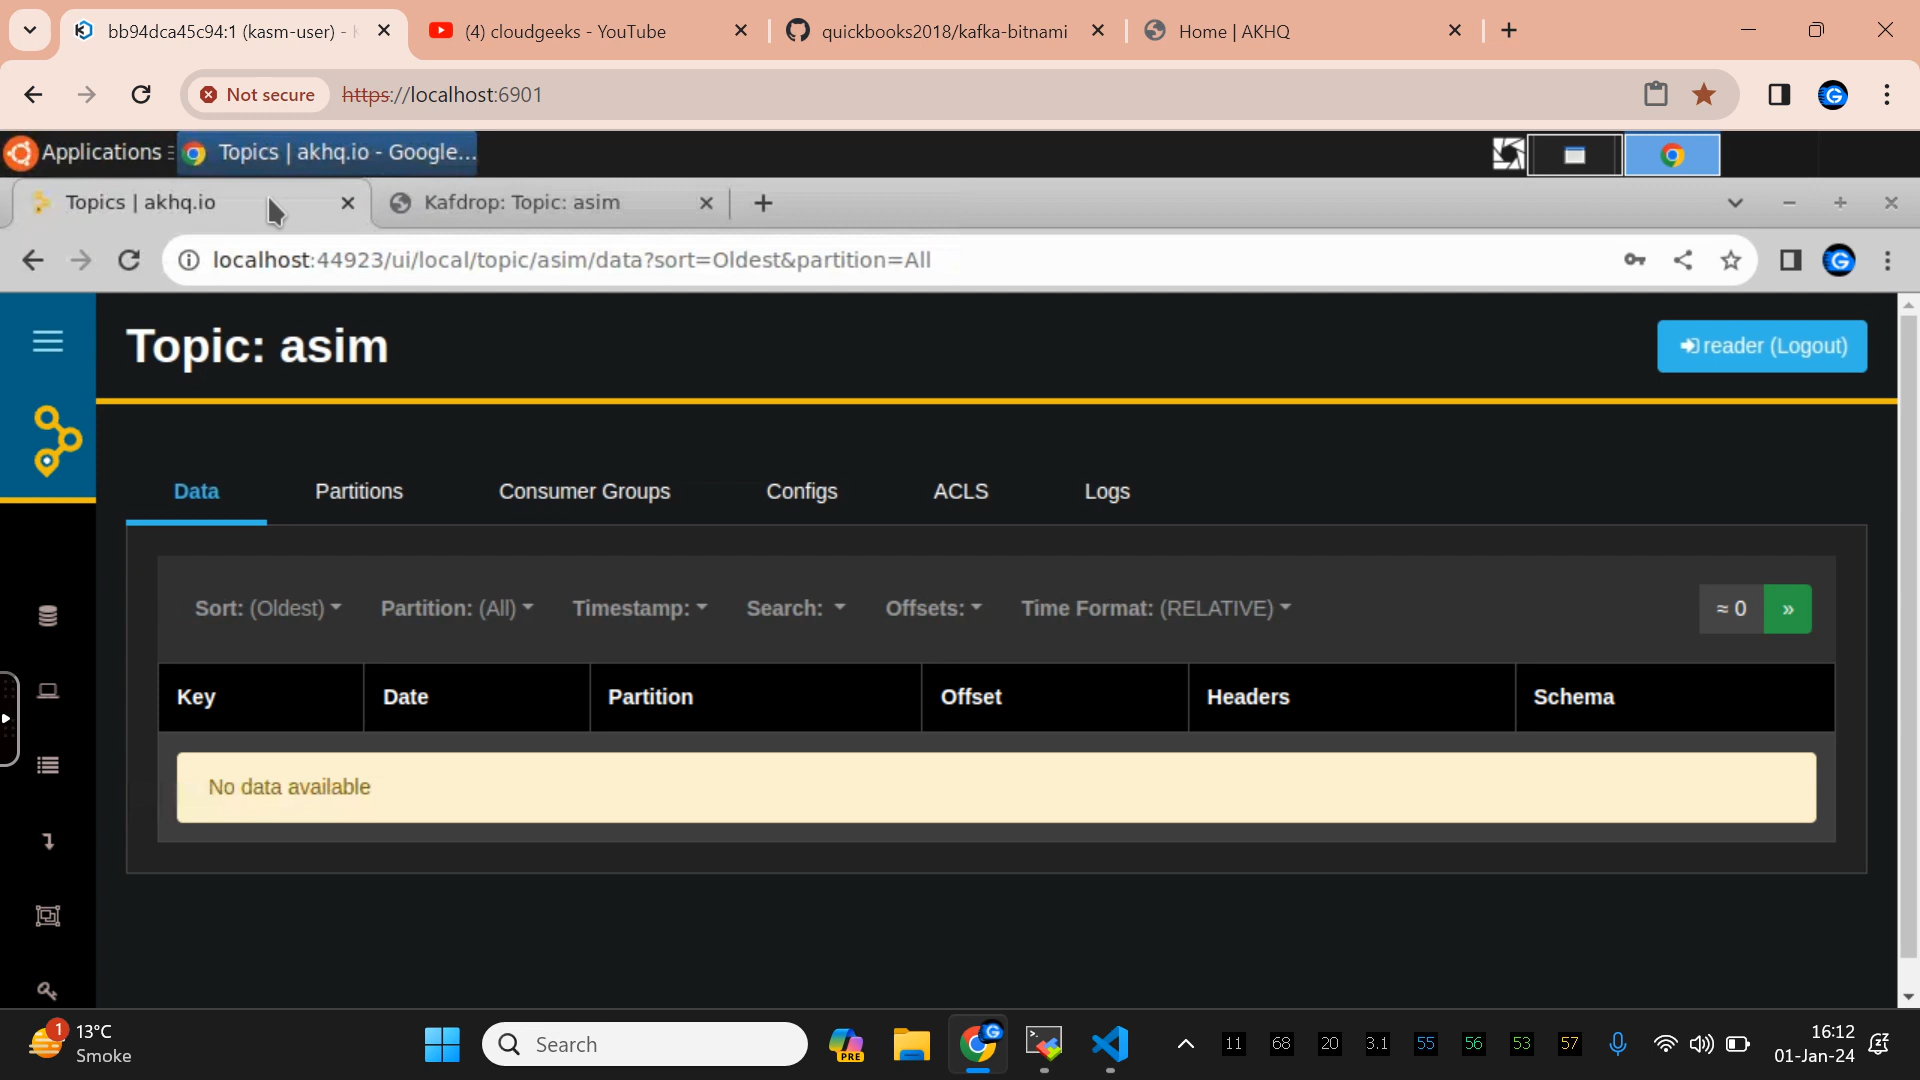 bb94dca45c94:1 (kasm-user) -
(4) cloudgeeks - YouTube
quickbooks2018/kafka-bitnami
Home | AKHQ
Not secure
https://localhost:6901
Applications
Topics | akhq.io - Google...
Topics | akhq.io
Kafdrop: Topic: asim
localhost:44923/ui/local/topic/asim/data?sort=Oldest&partition=All
Topic: asim
reader (Logout)
Data
Partitions
Consumer Groups
Configs
ACLS
Logs
Sort: (Oldest)
Partition: (All)
Timestamp:
Search:
Offsets:
Time Format: (RELATIVE)
≈ 0
»
Key
Date
Partition
Offset
Headers
Schema
No data available
1
13°C
Smoke
Search
PRE
11
68
20
3.1
55
56
53
57
16:12
01-Jan-24